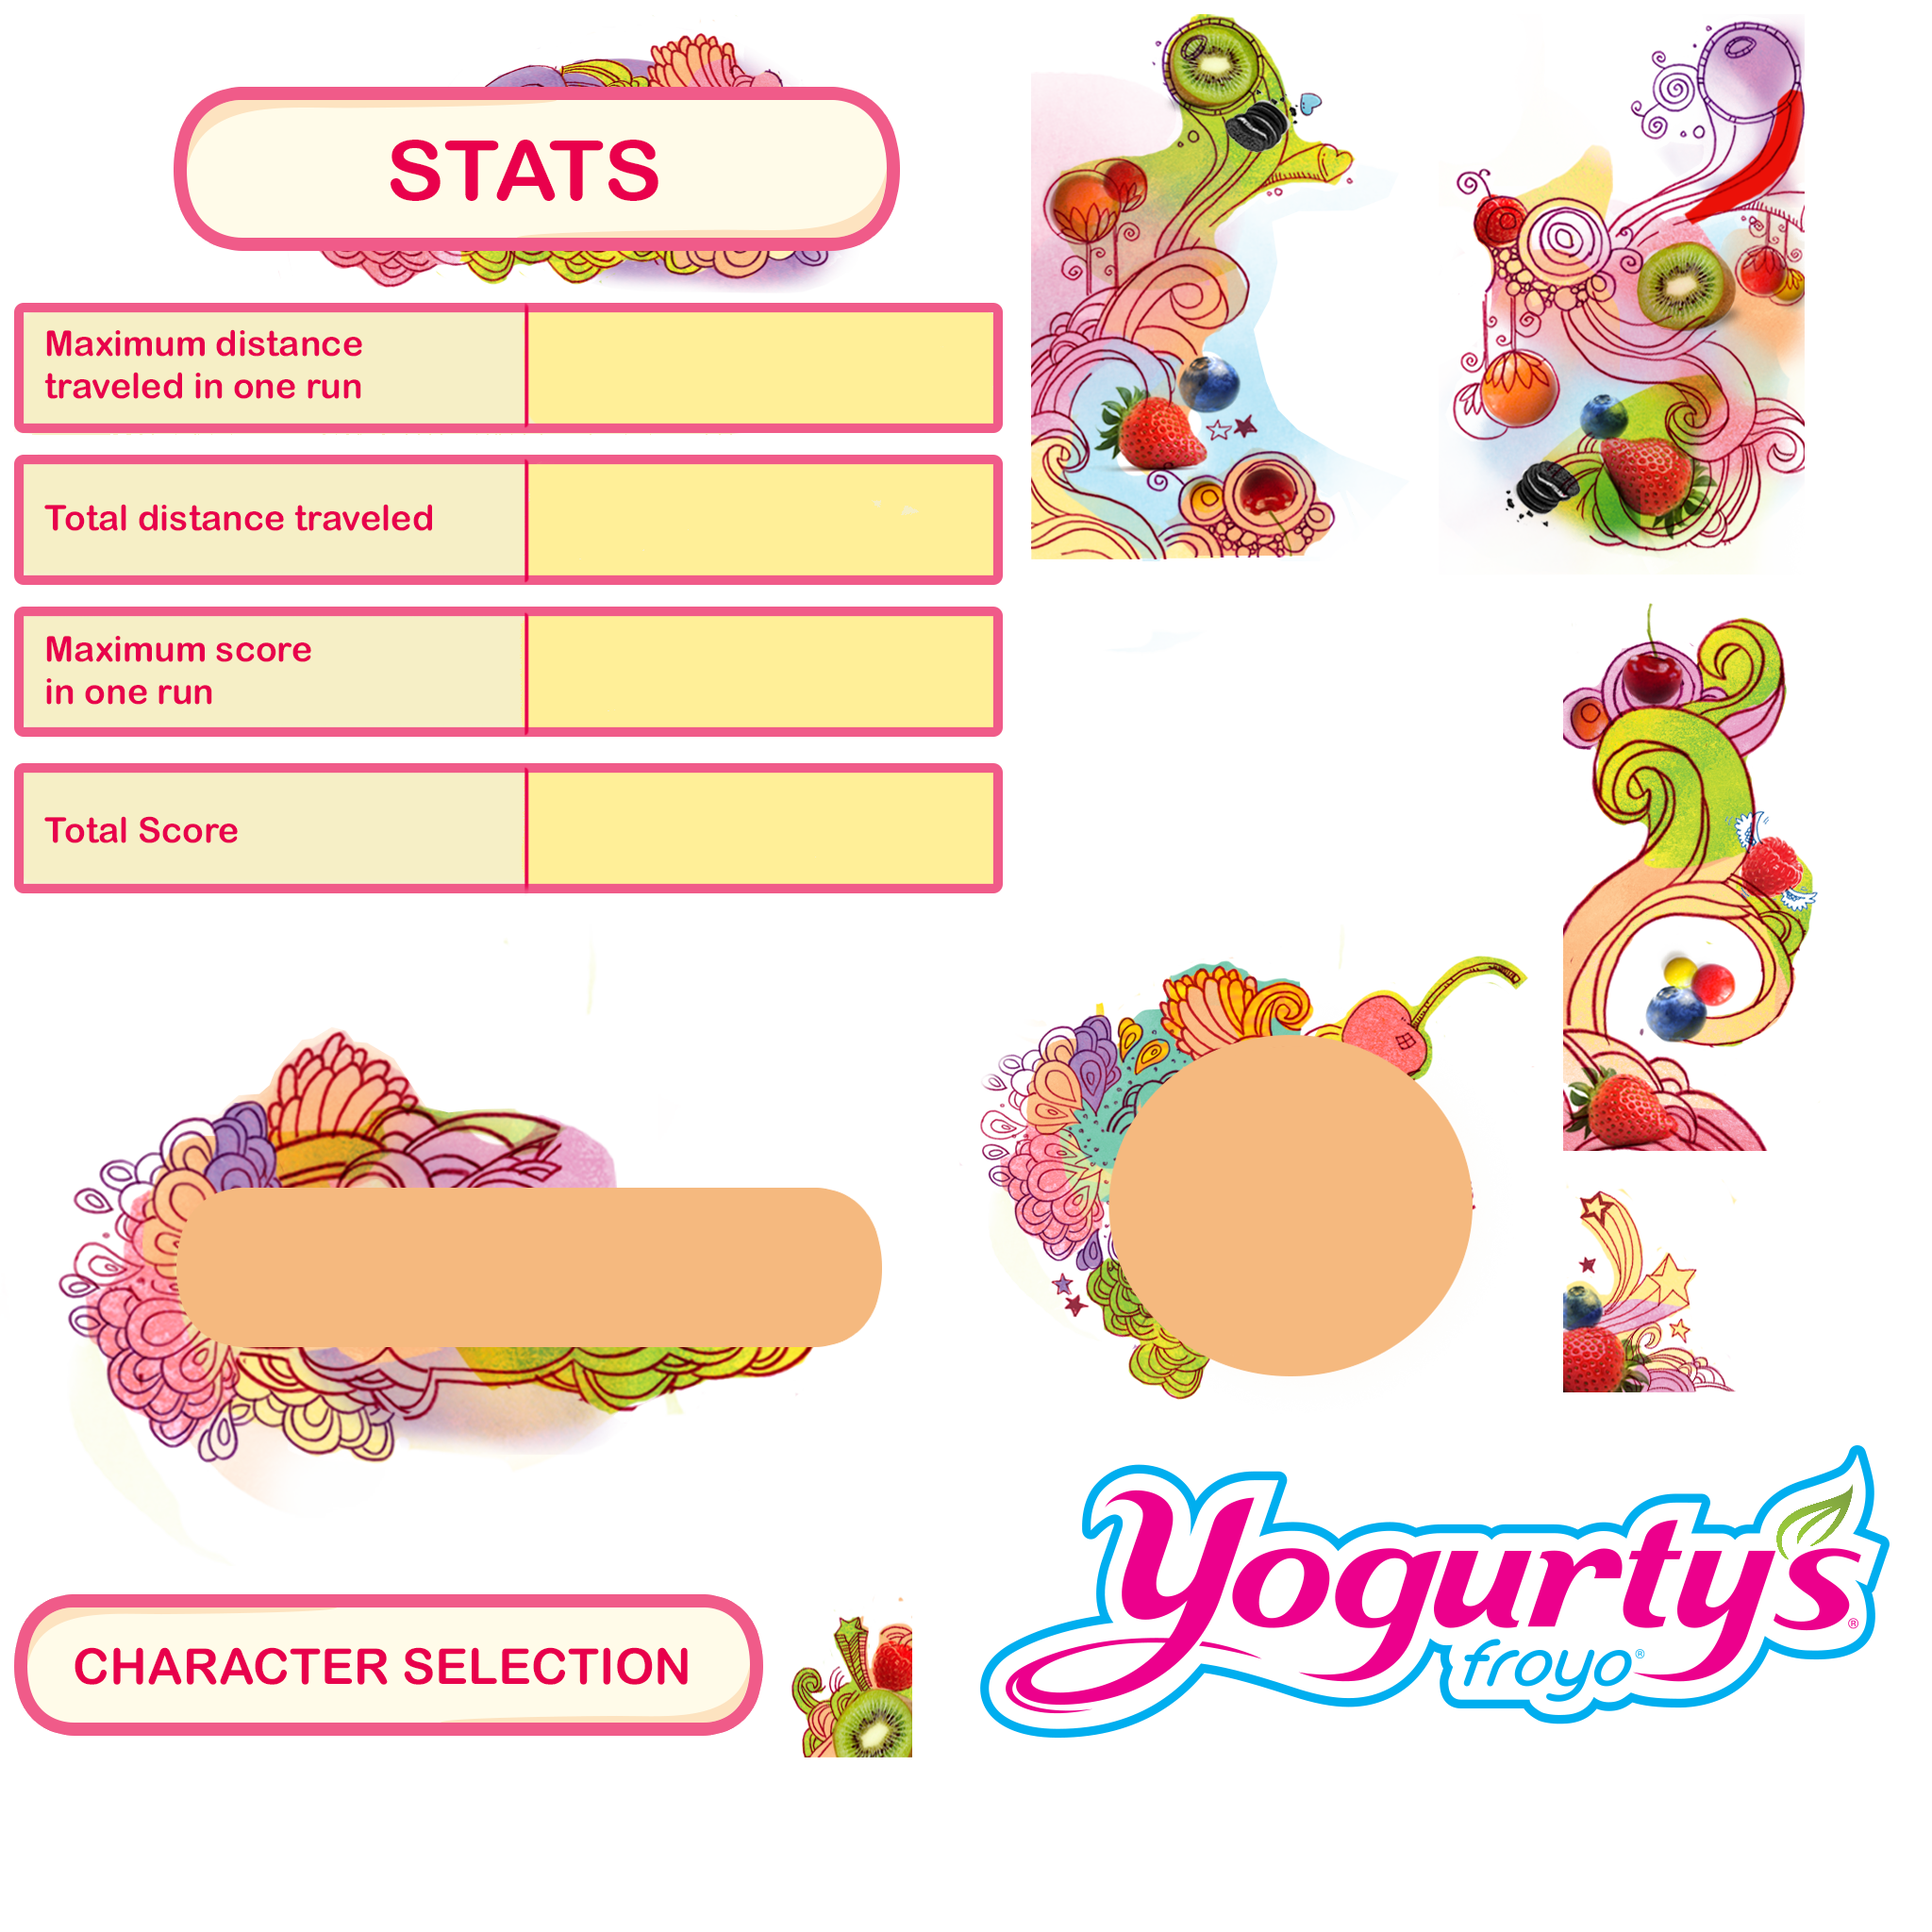 STATS
Maximum distance
traveled in one run
Total distance traveled
Maximum score
in one run
Total Score
CHARACTER SELECTION
Yogurty's®
froyo®